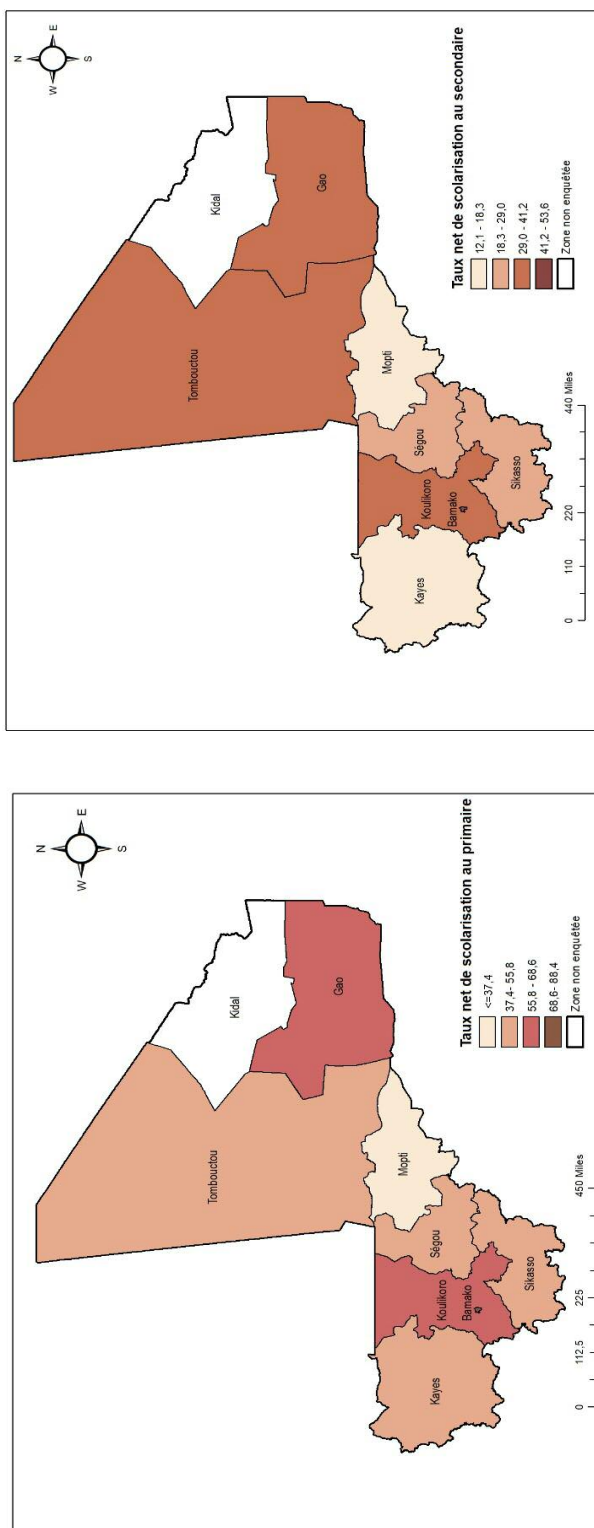 N
W
E
S
Kidal
Tombouctou
Gao
Mopti
Ségou
Koulikoro
Kayes
Bamako
Sikasso
Taux net de scolarisation au primaire
<=37,4
37,4- 55,8
55,8 - 68,6
68,6- 88,4
Zone non enquêtée
0 112,5 225 450 Miles
N
W
E
S
Kidal
Tombouctou
Gao
Mopti
Ségou
Koulikoro
Kayes
Bamako
Sikasso
Taux net de scolarisation au secondaire
12,1 - 18,3
18,3 - 29,0
29,0 - 41,2
41,2 - 53,6
Zone non enquêtée
0 110 220 440 Miles